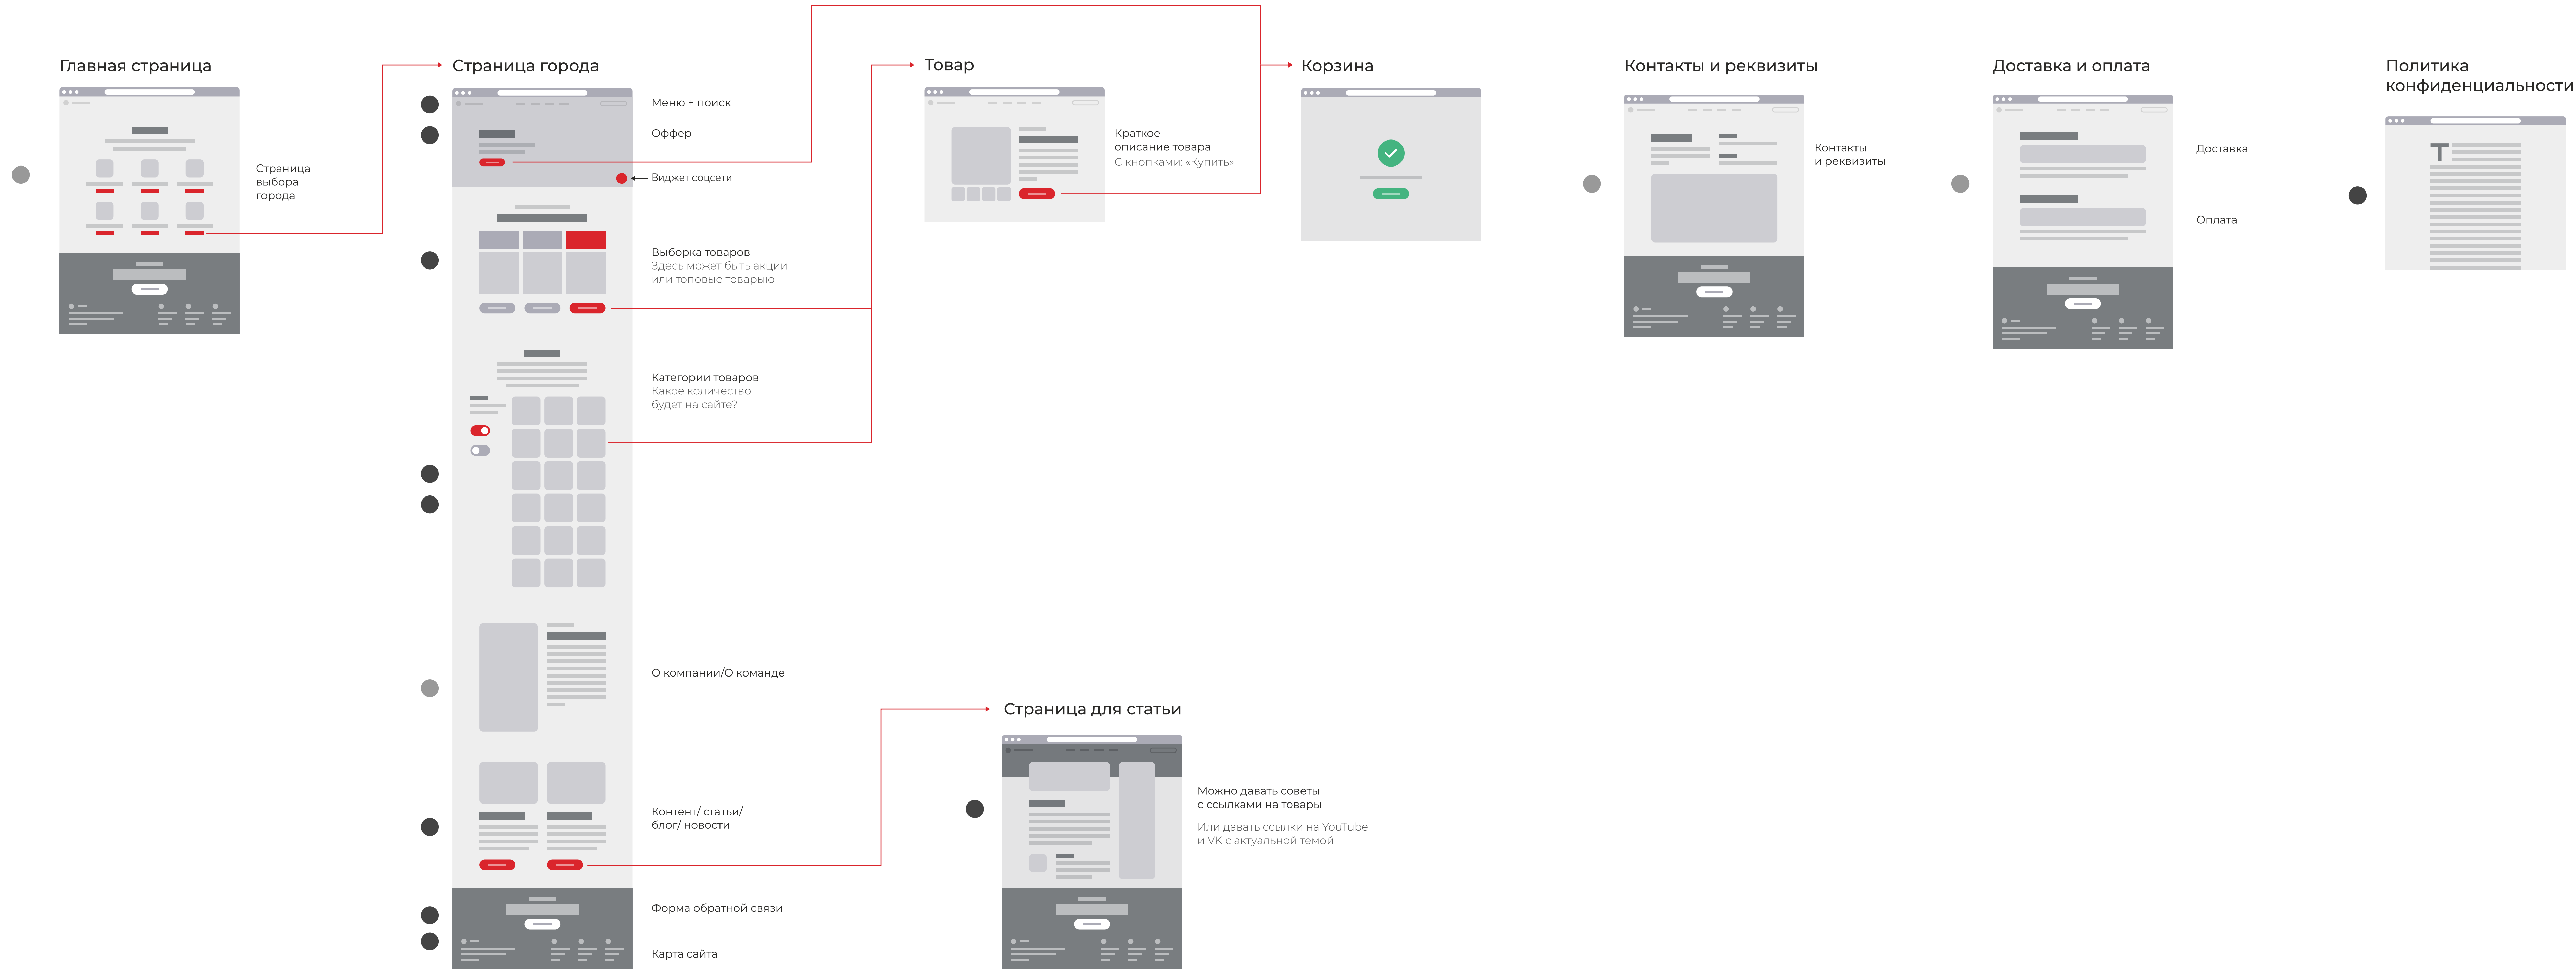 Главная страница
Страница
выбора
города
Страница города
Меню + поиск
Оффер
Виджет соцсети
Выборка товаров
Здесь может быть акции
или топовые товарыю
Категории товаров
Какое количество
будет на сайте?
О компании/О команде
Контент/ статьи/
блог/ новости
Форма обратной связи
Карта сайта
Товар
Краткое
описание товара
С кнопками: «Купить»
Корзина
Страница для статьи
Можно давать советы
с ссылками на товары
Или давать ссылки на YouTube
и VK с актуальной темой
Контакты и реквизиты
Контакты
и реквизиты
Доставка и оплата
Доставка
Оплата
Политика
конфиденциальности
Т